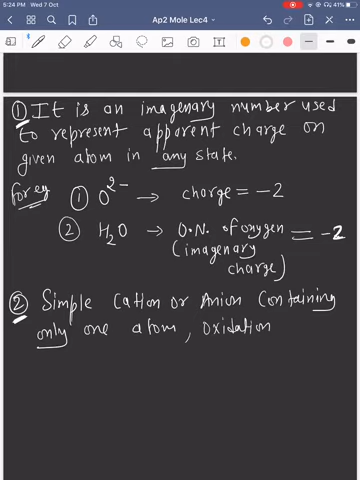 5:24 PM Wed 7 Oct
41%
Ap2 Mole Lec4
① It is an imagenary number used
to represent apparent charge on
given atom in any state.
for eg ① O²⁻ → charge = -2
② H₂O → O.N. of oxygen = -2
(imagenary
charge)
② Simple Cation or Anion Containing
only one atom, Oxidation